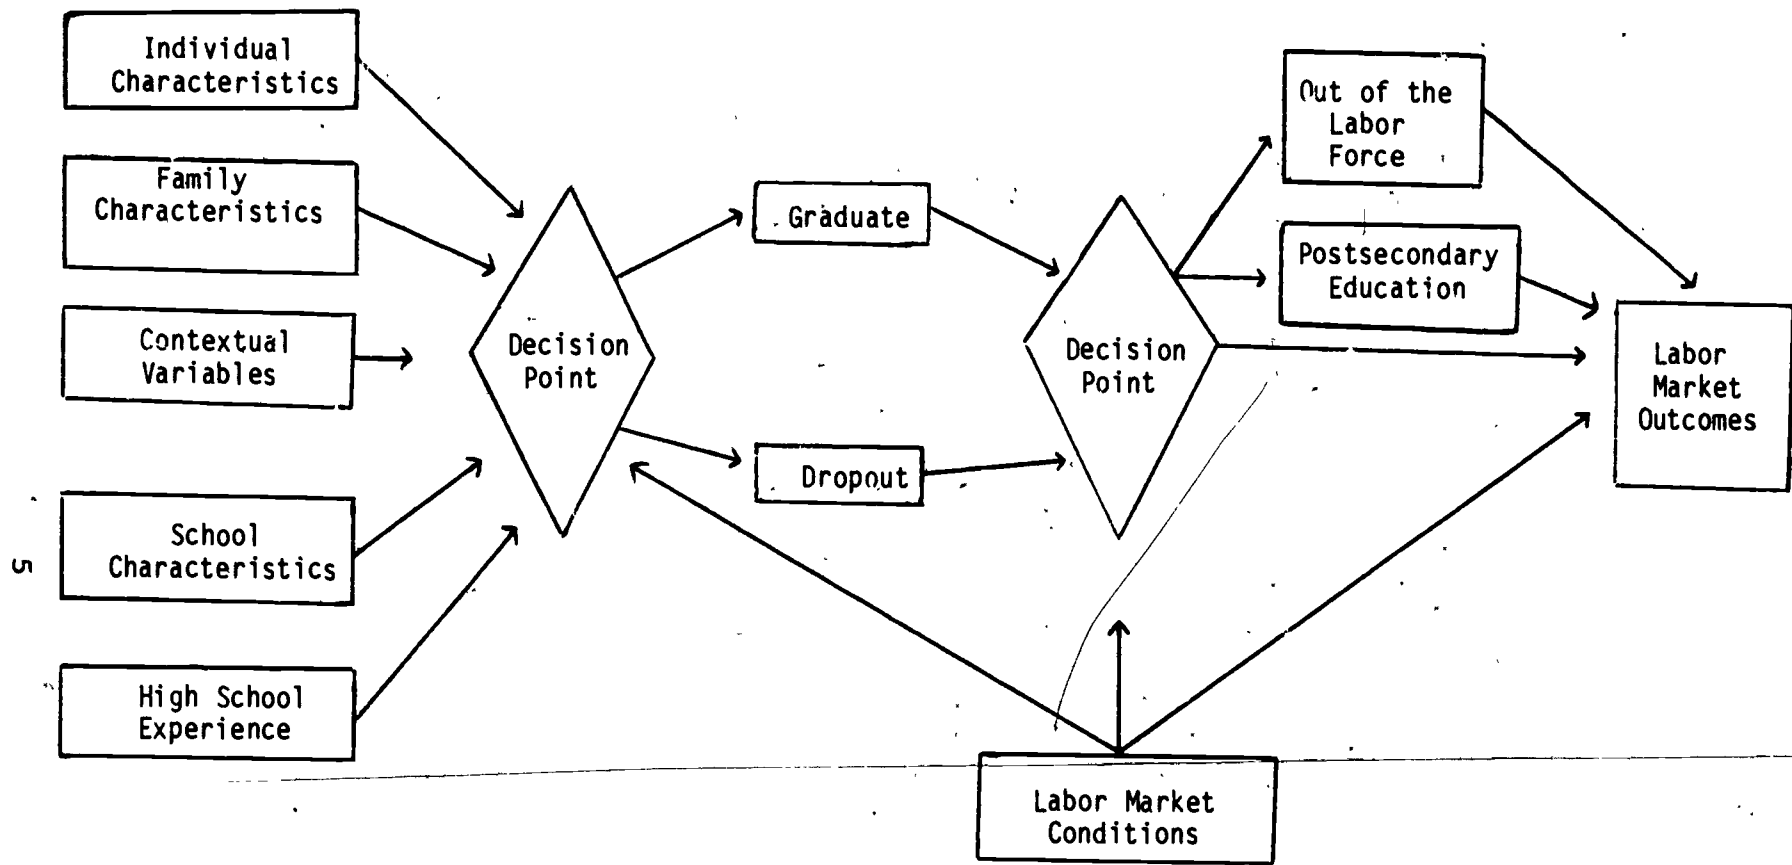 Individual
Characteristics
Family
Characteristics
Contextual
Variables
School
Characteristics
High School
Experience
5
Decision
Point
Graduate
Dropout
Decision
Point
Out of the
Labor
Force
Postsecondary
Education
Labor
Market
Outcomes
Labor Market
Conditions